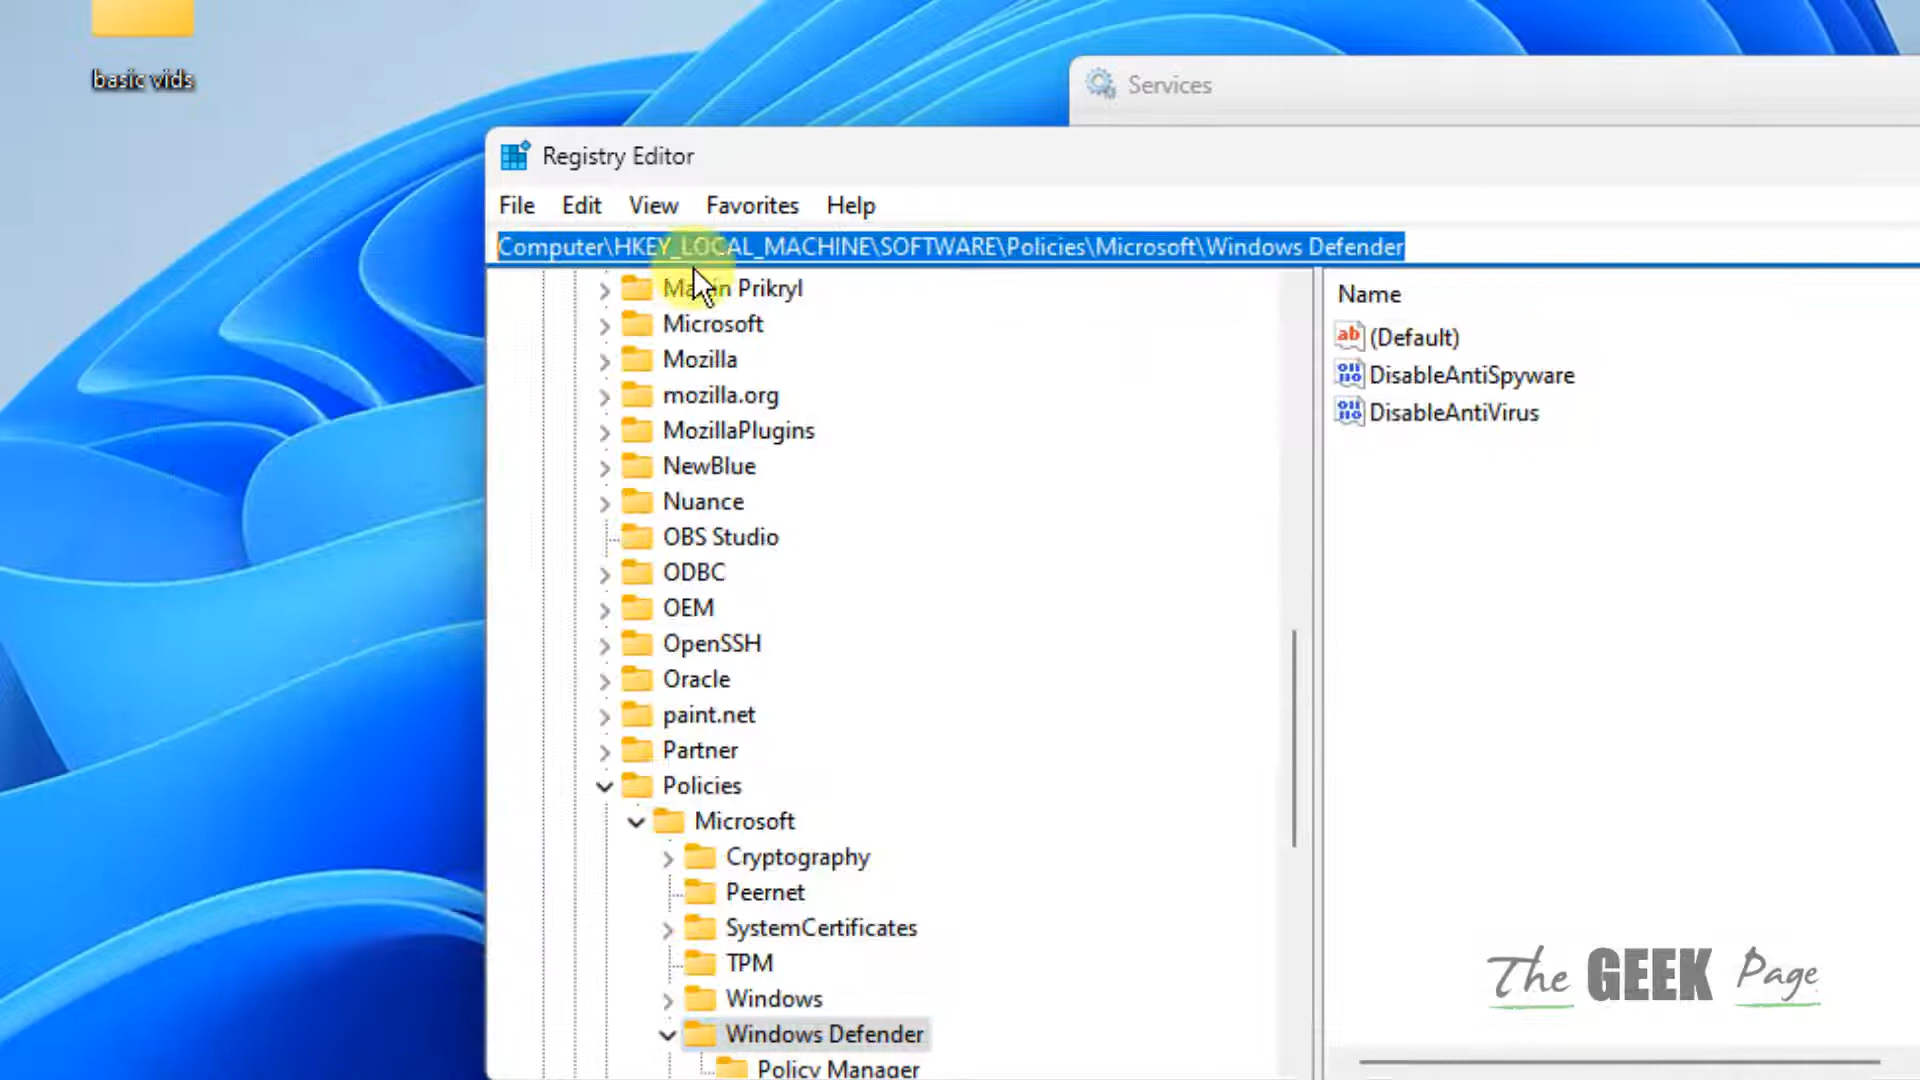 basic vids
Services
Registry Editor
File Edit View Favorites Help
Computer\HKEY_LOCAL_MACHINE\SOFTWARE\Policies\Microsoft\Windows Defender
Prikryl
Microsoft
Mozilla
mozilla.org
MozillaPlugins
NewBlue
Nuance
OBS Studio
ODBC
OEM
OpenSSH
Oracle
paint.net
Partner
Policies
Microsoft
Cryptography
Peernet
SystemCertificates
TPM
Windows
Windows Defender
Policy Manager
Name
(Default)
DisableAntiSpyware
DisableAntiVirus
The GEEK Page